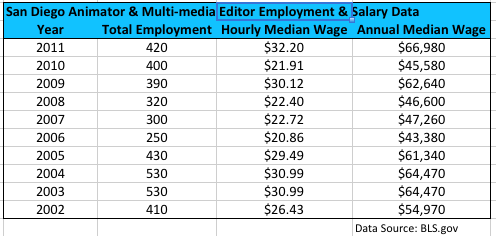 San Diego Animator & Multi-media Editor Employment & Salary Data
Year Total Employment Hourly Median Wage Annual Median Wage
2011 420 $32.20 $66,980
2010 400 $21.91 $45,580
2009 390 $30.12 $62,640
2008 320 $22.40 $46,600
2007 300 $22.72 $47,260
2006 250 $20.86 $43,380
2005 430 $29.49 $61,340
2004 530 $30.99 $64,470
2003 530 $30.99 $64,470
2002 410 $26.43 $54,970
Data Source: BLS.gov